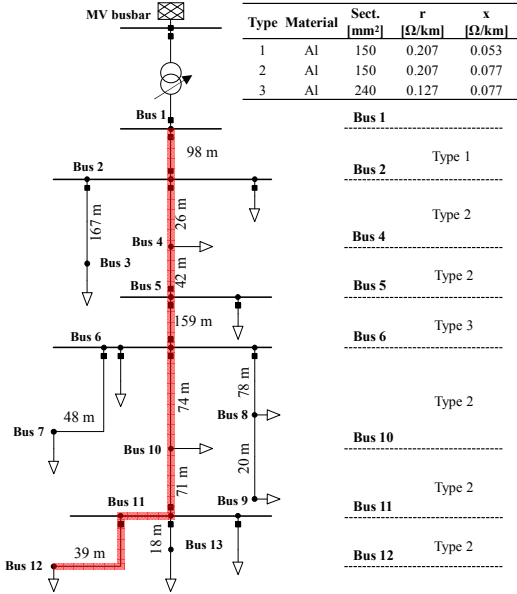 MV busbar
Type Material Sect. [mm²] r [Ω/km] x [Ω/km]
1 Al 150 0.207 0.053
2 Al 150 0.207 0.077
3 Al 240 0.127 0.077
Bus 1
Bus 1
98 m
Type 1
Bus 2
Bus 2
167 m
26 m
Type 2
Bus 4
Bus 4
Bus 3
42 m
Type 2
Bus 5
Bus 5
159 m
Type 3
Bus 6
Bus 6
74 m
78 m
48 m
Bus 8
Type 2
Bus 7
Bus 10
Bus 10
71 m
20 m
Bus 9
Type 2
Bus 11
Bus 11
18 m
Bus 13
Type 2
39 m
Bus 12
Bus 12